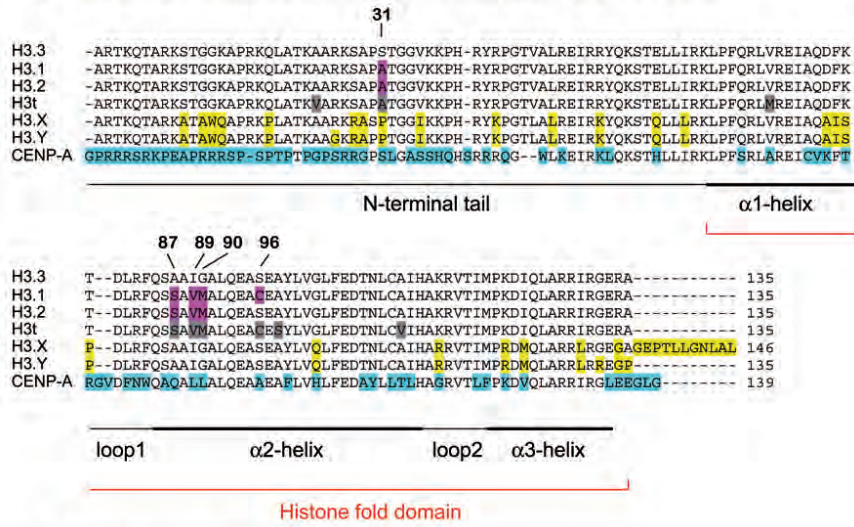 31
H3.3 -ARTKQTARKSTGGKAPRKQLATKAARKSAPSTGGVKKPH-RYRPGTVALREIRRYQKSTELLIRKLPFQRLVREIAQDFK
H3.1 -ARTKQTARKSTGGKAPRKQLATKAARKSAPATGGVKKPH-RYRPGTVALREIRRYQKSTELLIRKLPFQRLVREIAQDFK
H3.2 -ARTKQTARKSTGGKAPRKQLATKAARKSAPATGGVKKPH-RYRPGTVALREIRRYQKSTELLIRKLPFQRLVREIAQDFK
H3t -ARTKQTARKSTGGKAPRKQLATKVARKSAPATGGVKKPH-RYRPGTVALREIRRYQKSTELLIRKLPFQRLMREIAQDFK
H3.X -ARTKQTARKATAWQAPRKPLATKAARKRASPTGGIKKPH-RYRPGTLALREIRKYQKSTQLLLRKLPFQRLVREIAQAIS
H3.Y -ARTKQTARKATAWQAPRKPLATKAAGKRAPPTGGIKKPH-RYKPGTLALREIRKYQKSTQLLLRKLPFQRLVREIAQAIS
CENP-A GPRRRSRKPEAPRRRSP-SPTPTPGPSRRGPSLGASSHQHSRRRQG--WLKEIRKLQKSTHLLIRKLPFSRLAREICVKFT
N-terminal tail α1-helix
87 89 90 96
H3.3 T--DLRFQSAAIGALQEASEAYLVGLFEDTNLCAIHAKRVTIMPKDIQLARRIRGERA----------- 135
H3.1 T--DLRFQSSAVMALQEACEAYLVGLFEDTNLCAIHAKRVTIMPKDIQLARRIRGERA----------- 135
H3.2 T--DLRFQSSAVMALQEASEAYLVGLFEDTNLCAIHAKRVTIMPKDIQLARRIRGERA----------- 135
H3t T--DLRFQSSAVMALQEACESYLVGLFEDTNLCVIHAKRVTIMPKDIQLARRIRGERA----------- 135
H3.X P--DLRFQSAAIGALQEASEAYLVQLFEDTNLCAIHARRVTIMPRDMQLARRLRGEGAGEPTLLGNLAL 146
H3.Y P--DLRFQSAAIGALQEASEAYLVQLFEDTNLCAIHARRVTIMPRDMQLARRLRREGP----------- 135
CENP-A RGVDFNWQAQALLALQEAAEAFLVHLFEDAYLLTLHAGRVTLFPKDVQLARRIRGLEEGLG-------- 139
loop1 α2-helix loop2 α3-helix
Histone fold domain